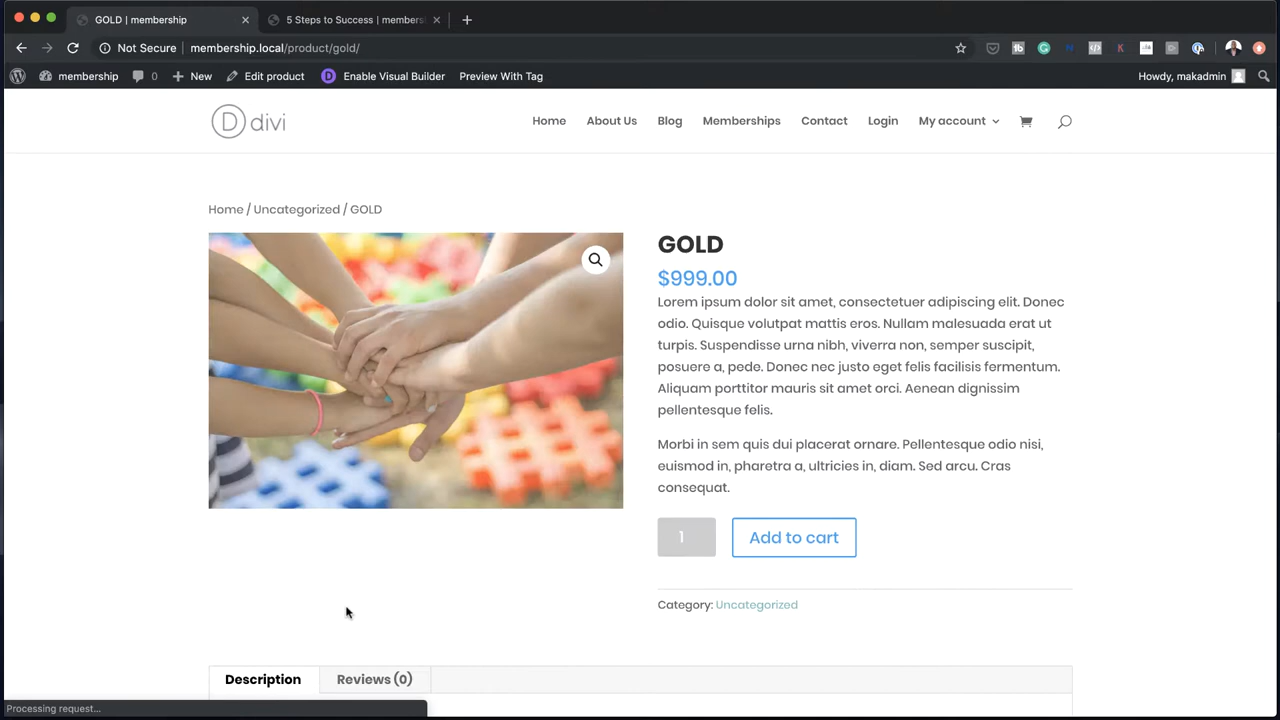 GOLD | membership
5 Steps to Success | members
Not Secure | membership.local/product/gold/
membership 0 New Edit product D Enable Visual Builder Preview With Tag Howdy, makadmin
D divi Home About Us Blog Memberships Contact Login My account
Home / Uncategorized / GOLD
GOLD
$999.00
Lorem ipsum dolor sit amet, consectetuer adipiscing elit. Donec
odio. Quisque volutpat mattis eros. Nullam malesuada erat ut
turpis. Suspendisse urna nibh, viverra non, semper suscipit,
posuere a, pede. Donec nec justo eget felis facilisis fermentum.
Aliquam porttitor mauris sit amet orci. Aenean dignissim
pellentesque felis.
Morbi in sem quis dui placerat ornare. Pellentesque odio nisi,
euismod in, pharetra a, ultricies in, diam. Sed arcu. Cras
consequat.
1 Add to cart
Category: Uncategorized
Description Reviews (0)
Processing request...